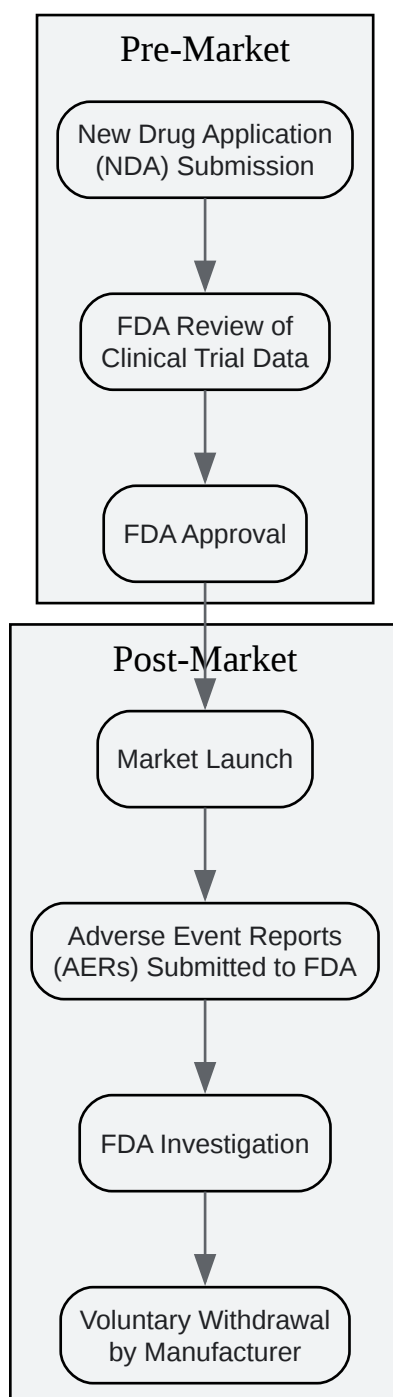 Pre-Market
New Drug Application
(NDA) Submission
FDA Review of
Clinical Trial Data
FDA Approval
Post-Market
Market Launch
Adverse Event Reports
(AERs) Submitted to FDA
FDA Investigation
Voluntary Withdrawal
by Manufacturer